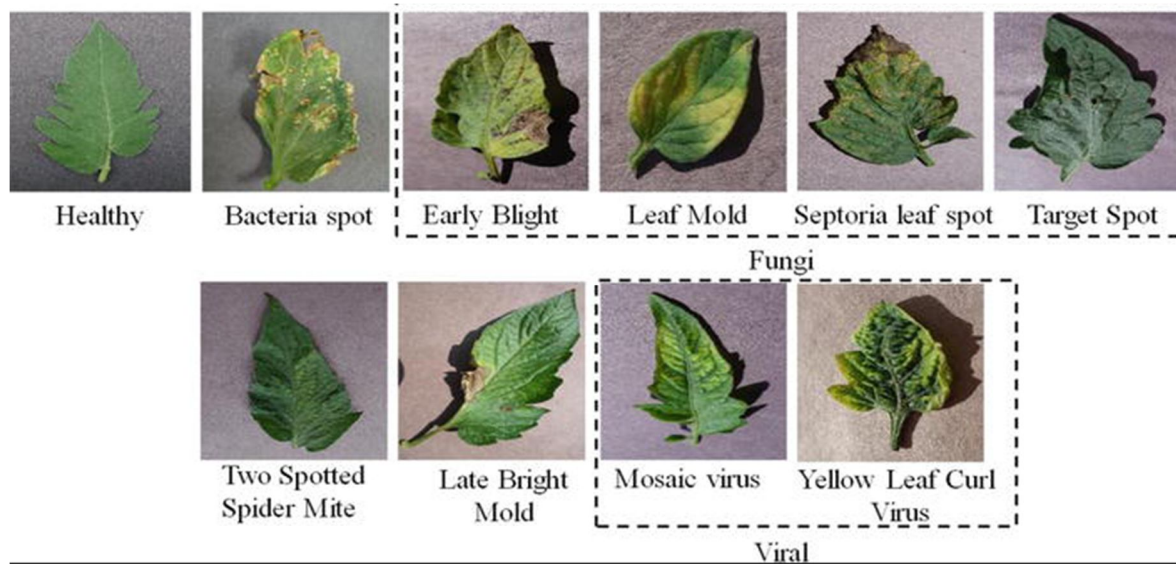 Healthy
Bacteria spot
Early Blight
Leaf Mold
Septoria leaf spot
Target Spot
Fungi
Two Spotted
Spider Mite
Late Bright
Mold
Mosaic virus
Yellow Leaf Curl
Virus
Viral